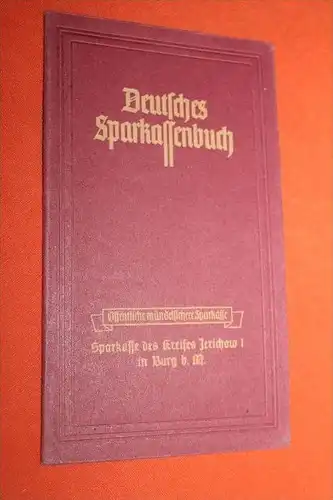 Deutsches
Sparkassenbuch
Öffentliche mündelsichere Sparkasse
Sparkasse des Kreises Jerichow I
in Burg b. M.